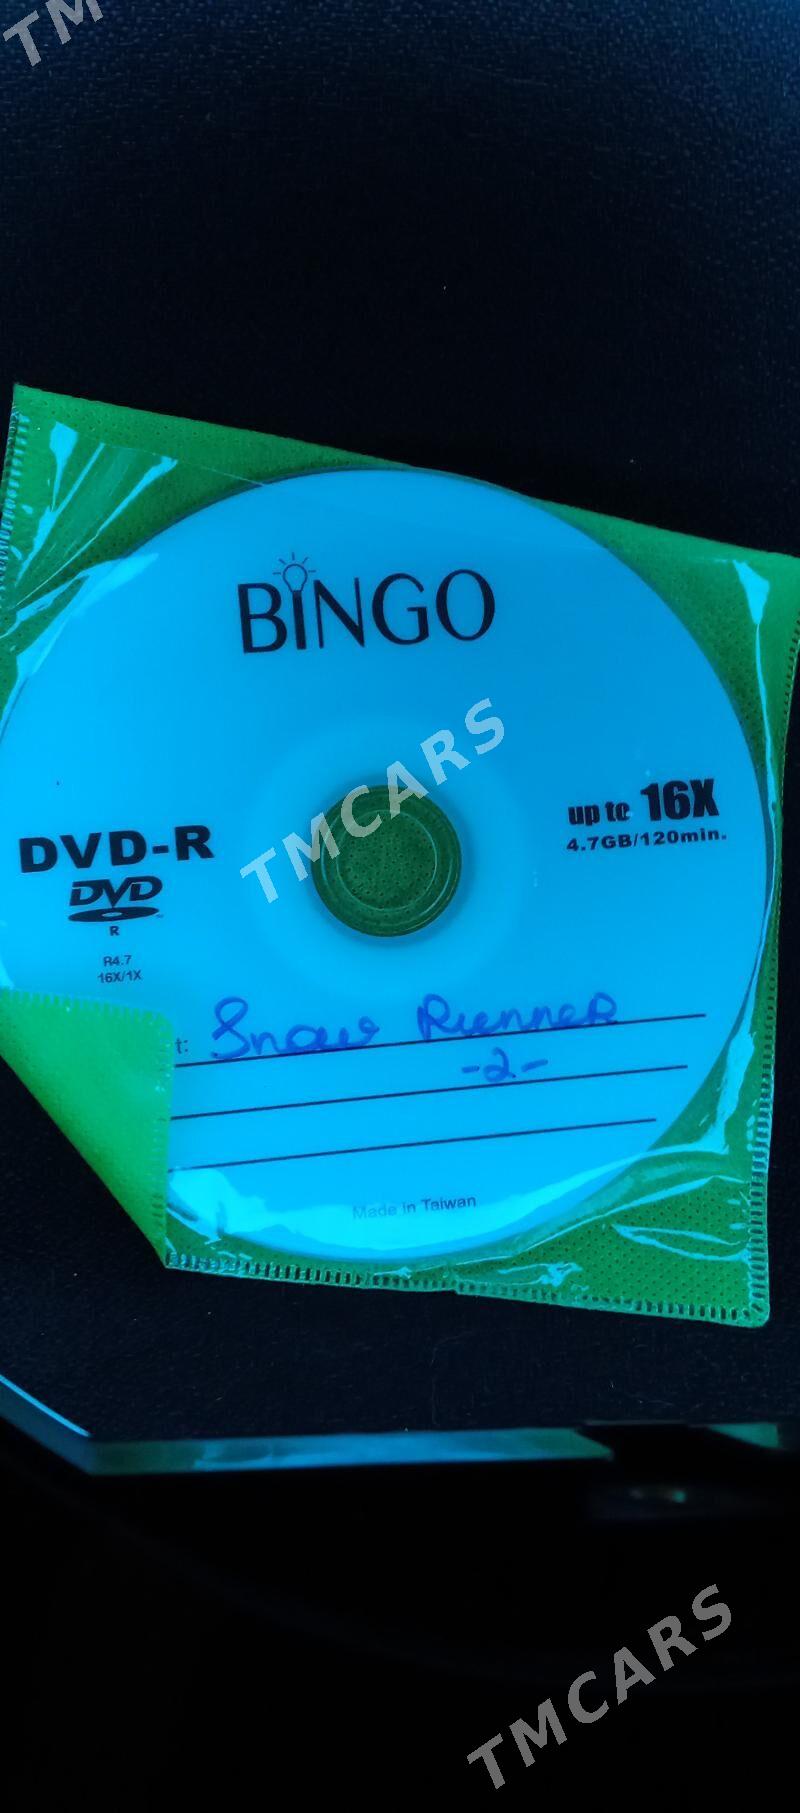 TM
BINGO
TMCARS
up to 16X
4.7GB/120min.
DVD-R
DVD
R
R4.7
16X/1X
t: Snow Runner
-2-
Made in Taiwan
TMCARS